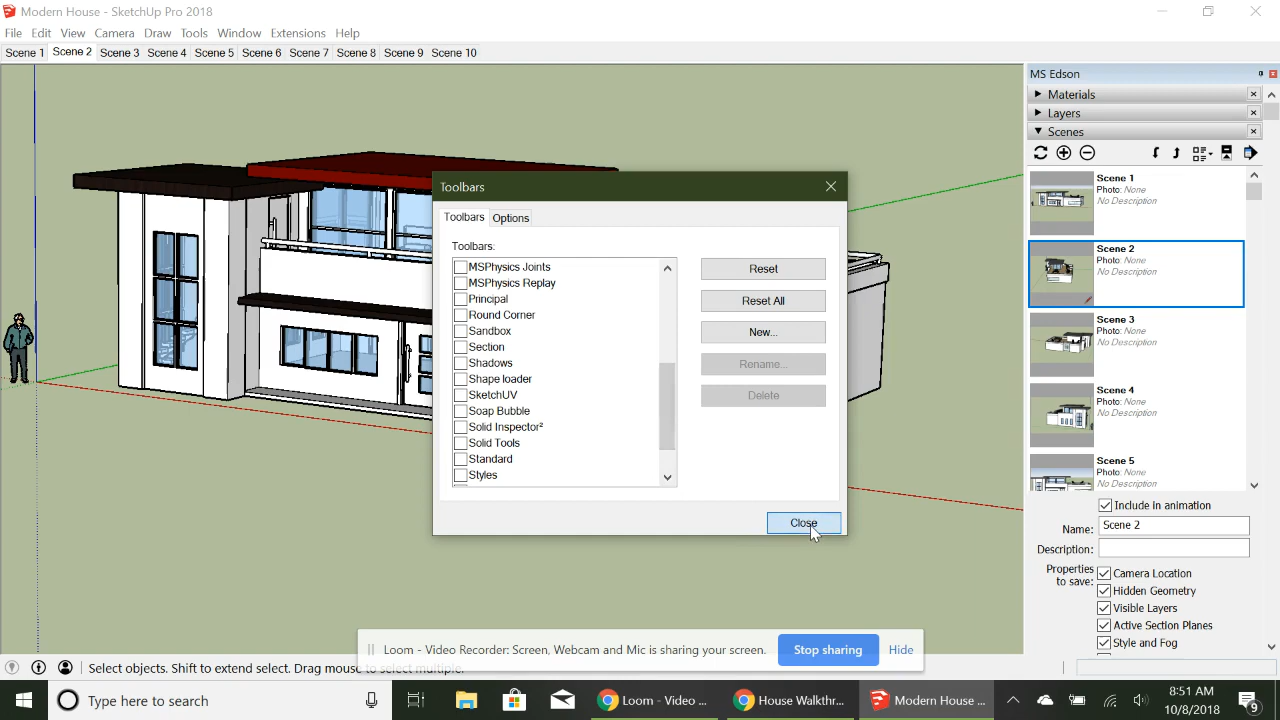 Modern House - SketchUp Pro 2018
File Edit View Camera Draw Tools Window Extensions Help
Scene 1 Scene 2 Scene 3 Scene 4 Scene 5 Scene 6 Scene 7 Scene 8 Scene 9 Scene 10
MS Edson
Materials
Layers
Scenes
Scene 1
Photo: None
No Description
Scene 2
Photo: None
No Description
Scene 3
Photo: None
No Description
Scene 4
Photo: None
No Description
Scene 5
Photo: None
No Description
Include in animation
Name: Scene 2
Description:
Properties to save:
Camera Location
Hidden Geometry
Visible Layers
Active Section Planes
Style and Fog
Toolbars
Toolbars Options
Toolbars:
MSPhysics Joints
MSPhysics Replay
Principal
Round Corner
Sandbox
Section
Shadows
Shape loader
SketchUV
Soap Bubble
Solid Inspector²
Solid Tools
Standard
Styles
Reset
Reset All
New...
Rename...
Delete
Close
Loom - Video Recorder: Screen, Webcam and Mic is sharing your screen. Stop sharing Hide
Select objects. Shift to extend select. Drag mouse to select multiple.
Type here to search
Loom - Video ... House Walkthr... Modern House ...
8:51 AM
10/8/2018
9